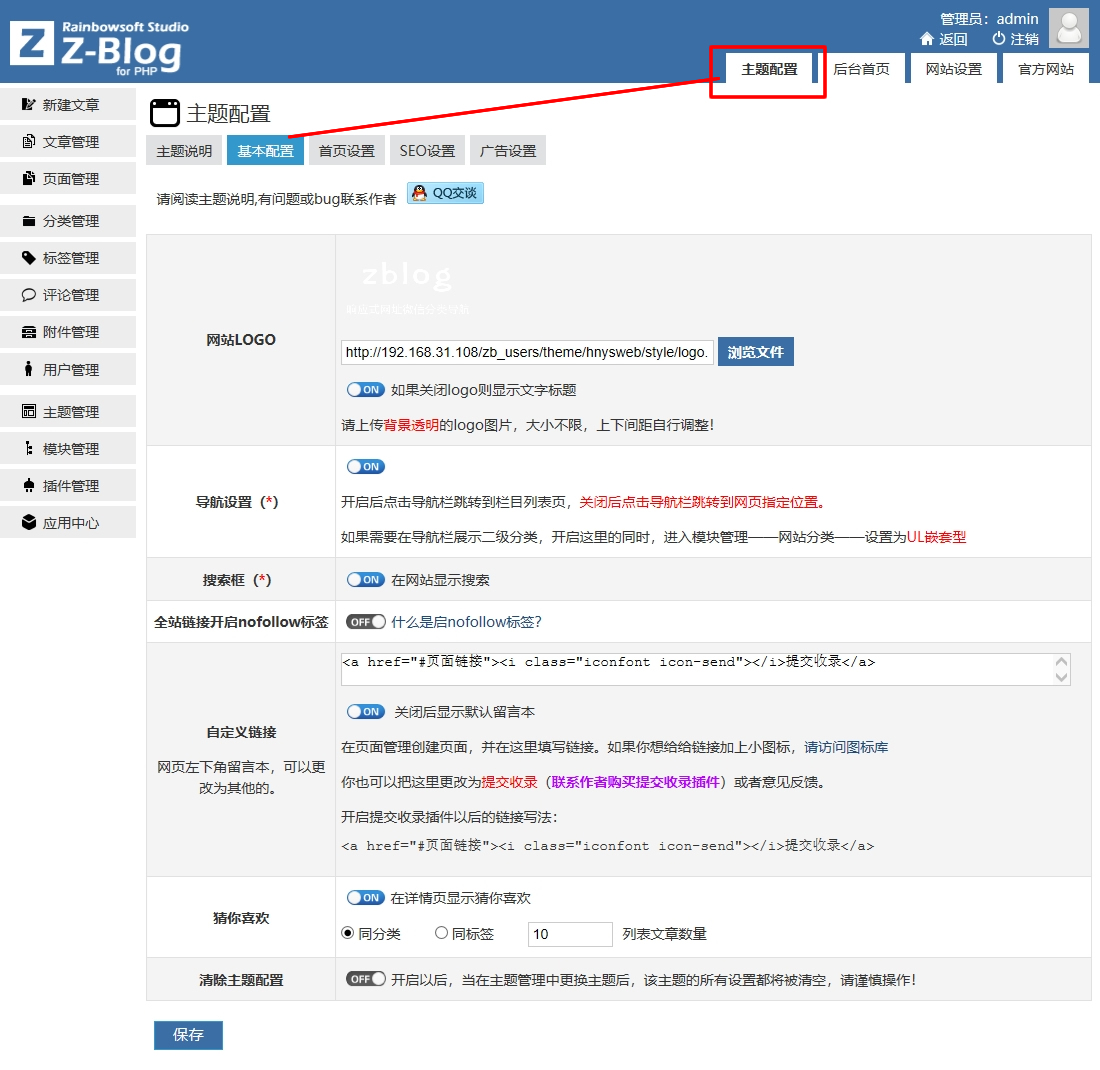 Rainbowsoft Studio
Z-Blog
for PHP
管理员：admin
返回
注销
主题配置
后台首页
网站设置
官方网站
新建文章
文章管理
页面管理
分类管理
标签管理
评论管理
附件管理
用户管理
主题管理
模块管理
插件管理
应用中心
主题配置
主题说明
基本配置
首页设置
SEO设置
广告设置
请阅读主题说明,有问题或bug联系作者
QQ交谈
网站LOGO
zblog
http://192.168.31.108/zb_users/theme/hnysweb/style/logo.
浏览文件
ON 如果关闭logo则显示文字标题
请上传背景透明的logo图片，大小不限，上下间距自行调整！
导航设置（*）
ON
开启后点击导航栏跳转到栏目列表页，关闭后点击导航栏跳转到网页指定位置。
如果需要在导航栏展示二级分类，开启这里的同时，进入模块管理——网站分类——设置为UL嵌套型
搜索框（*）
ON 在网站显示搜索
全站链接开启nofollow标签
OFF 什么是启nofollow标签?
自定义链接
网页左下角留言本，可以更
改为其他的。
<a href="#页面链接"><i class="iconfont icon-send"></i>提交收录</a>
ON 关闭后显示默认留言本
在页面管理创建页面，并在这里填写链接。如果你想给给链接加上小图标，请访问图标库
你也可以把这里更改为提交收录（联系作者购买提交收录插件）或者意见反馈。
开启提交收录插件以后的链接写法：
<a href="#页面链接"><i class="iconfont icon-send"></i>提交收录</a>
猜你喜欢
ON 在详情页显示猜你喜欢
同分类
同标签
10
列表文章数量
清除主题配置
OFF 开启以后，当在主题管理中更换主题后，该主题的所有设置都将被清空，请谨慎操作！
保存